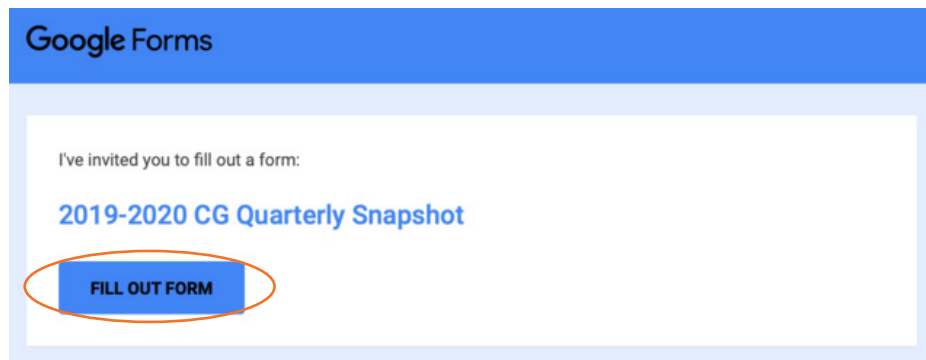 Google Forms
I've invited you to fill out a form:
2019-2020 CG Quarterly Snapshot
FILL OUT FORM